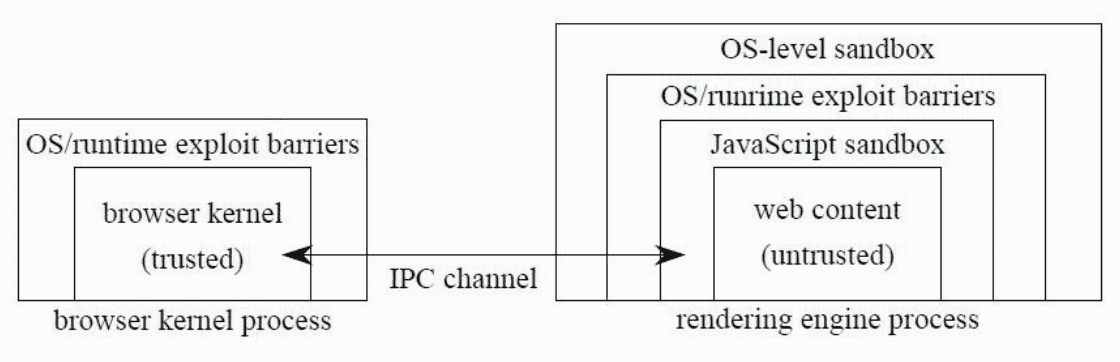 OS-level sandbox
OS/runrime exploit barriers
JavaScript sandbox
web content
(untrusted)
rendering engine process
OS/runtime exploit barriers
browser kernel
(trusted)
IPC channel
browser kernel process